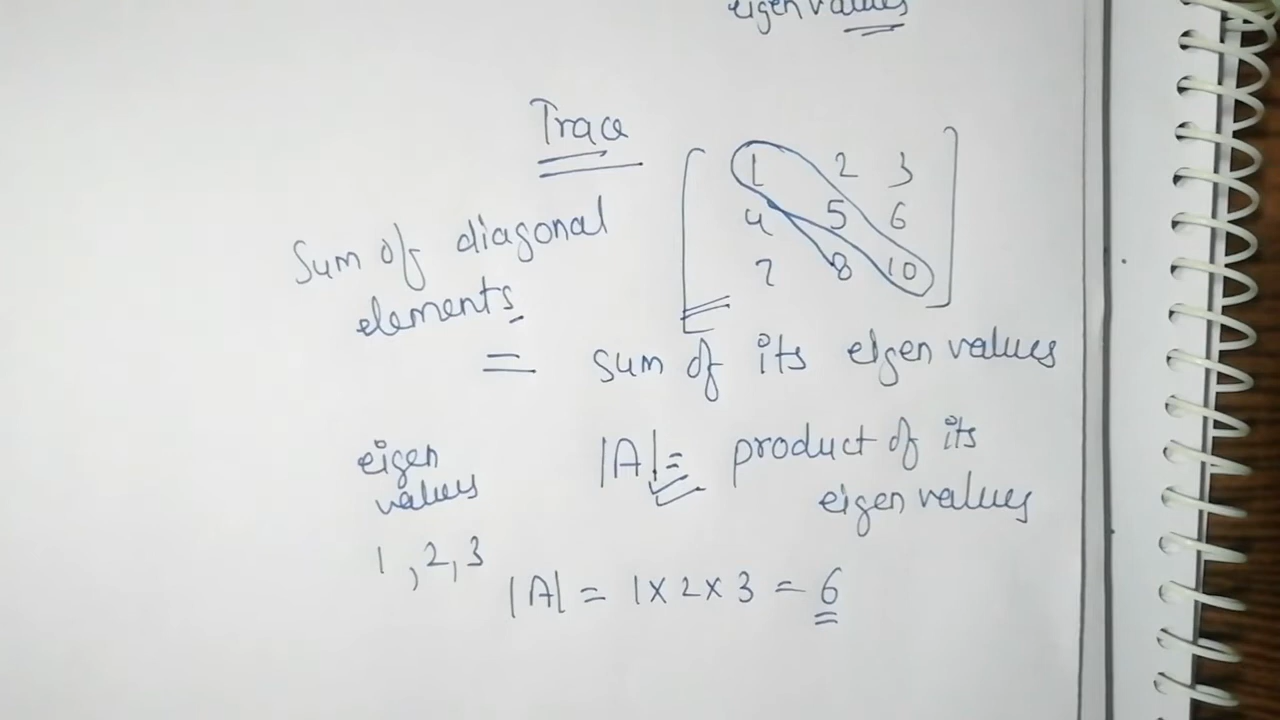 eigen values
Trace
1 2 3
4 5 6
7 8 10
Sum of diagonal
elements
= sum of its eigen values
|A| = product of its
eigen values
eigen
values
1, 2, 3
|A| = 1 x 2 x 3 = 6